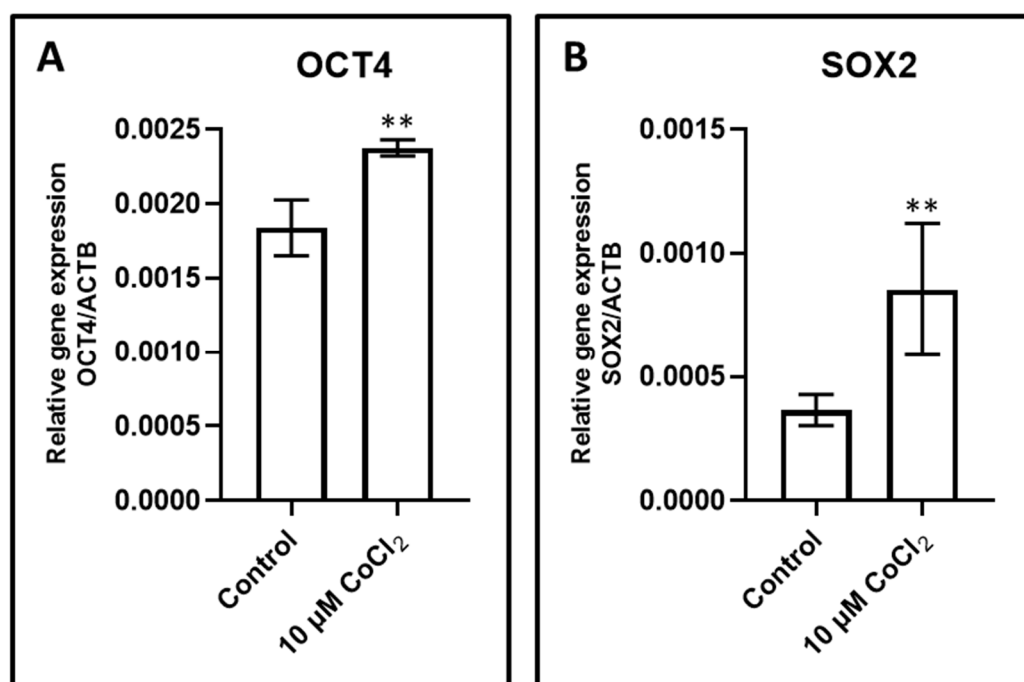 A
OCT4
Relative gene expression
OCT4/ACTB
0.0025
0.0020
0.0015
0.0010
0.0005
0.0000
**
Control
10 µM CoCl₂
B
SOX2
Relative gene expression
SOX2/ACTB
0.0015
0.0010
0.0005
0.0000
**
Control
10 µM CoCl₂